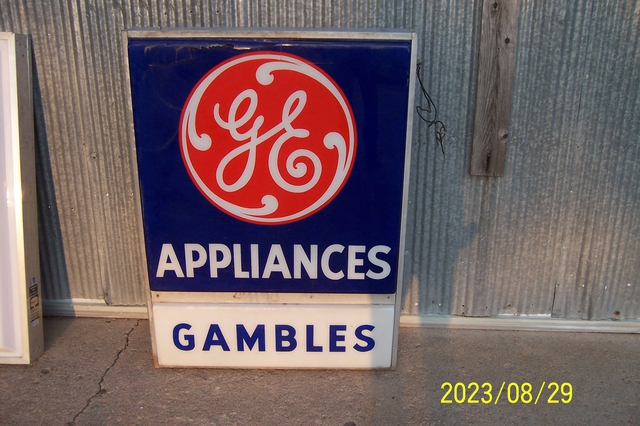 GE
APPLIANCES
GAMBLES
2023/08/29